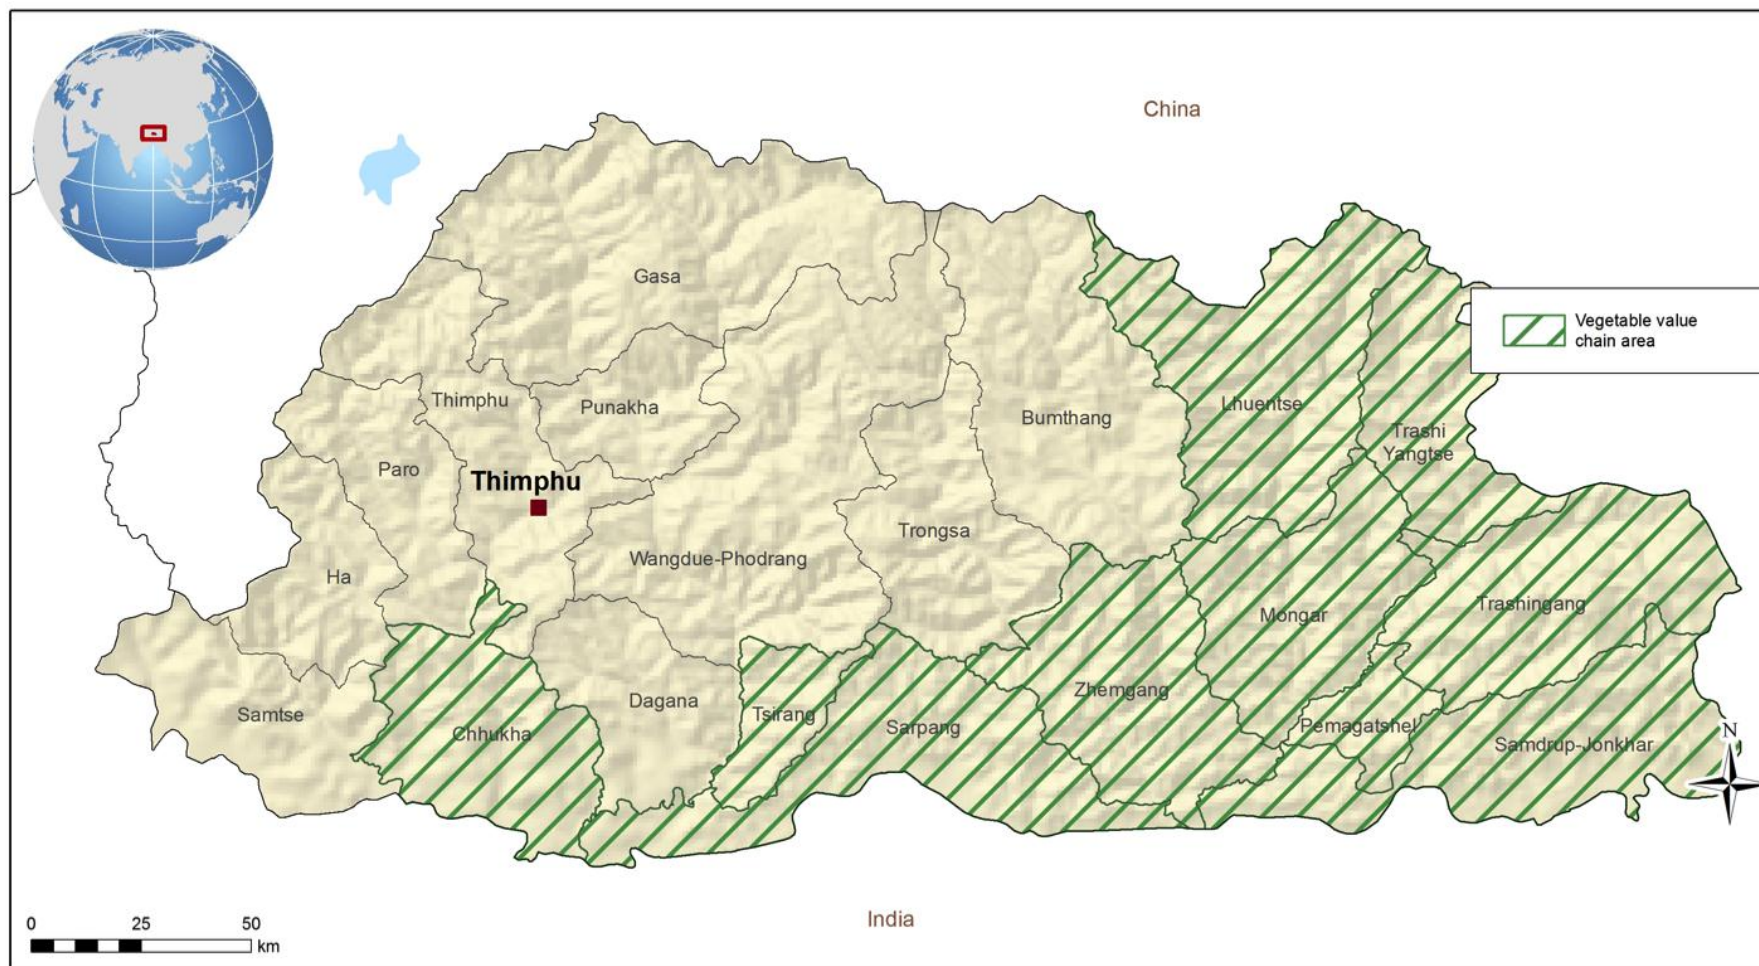 China
Gasa
Vegetable value
chain area
Thimphu
Punakha
Lhuentse
Bumthang
Trashi
Yangtse
Paro
Thimphu
Trongsa
Wangdue-Phodrang
Ha
Trashingang
Mongar
Zhemgang
Dagana
Samtse
Tsirang
Sarpang
Pemagatshel
Chhukha
Samdrup-Jonkhar
N
India
0 25 50
km